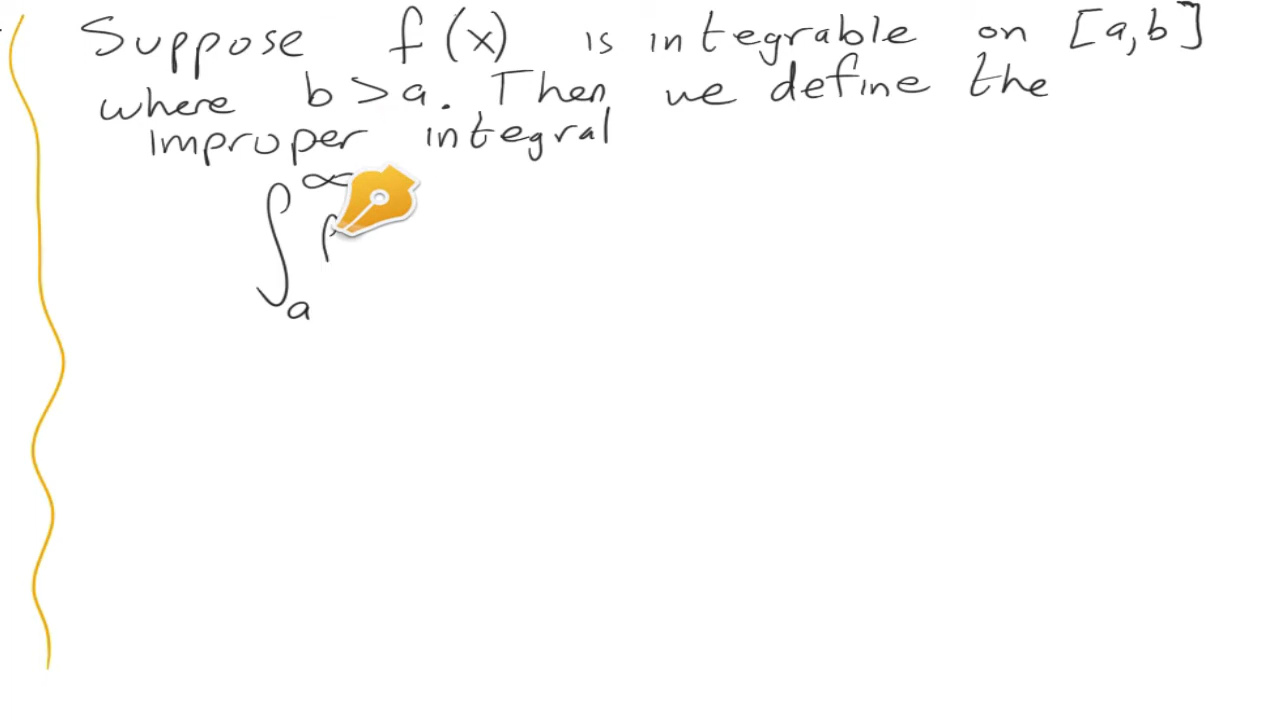 Suppose f(x) is integrable on [a,b]
where b>a. Then we define the
improper integral
∫_a^∞ f